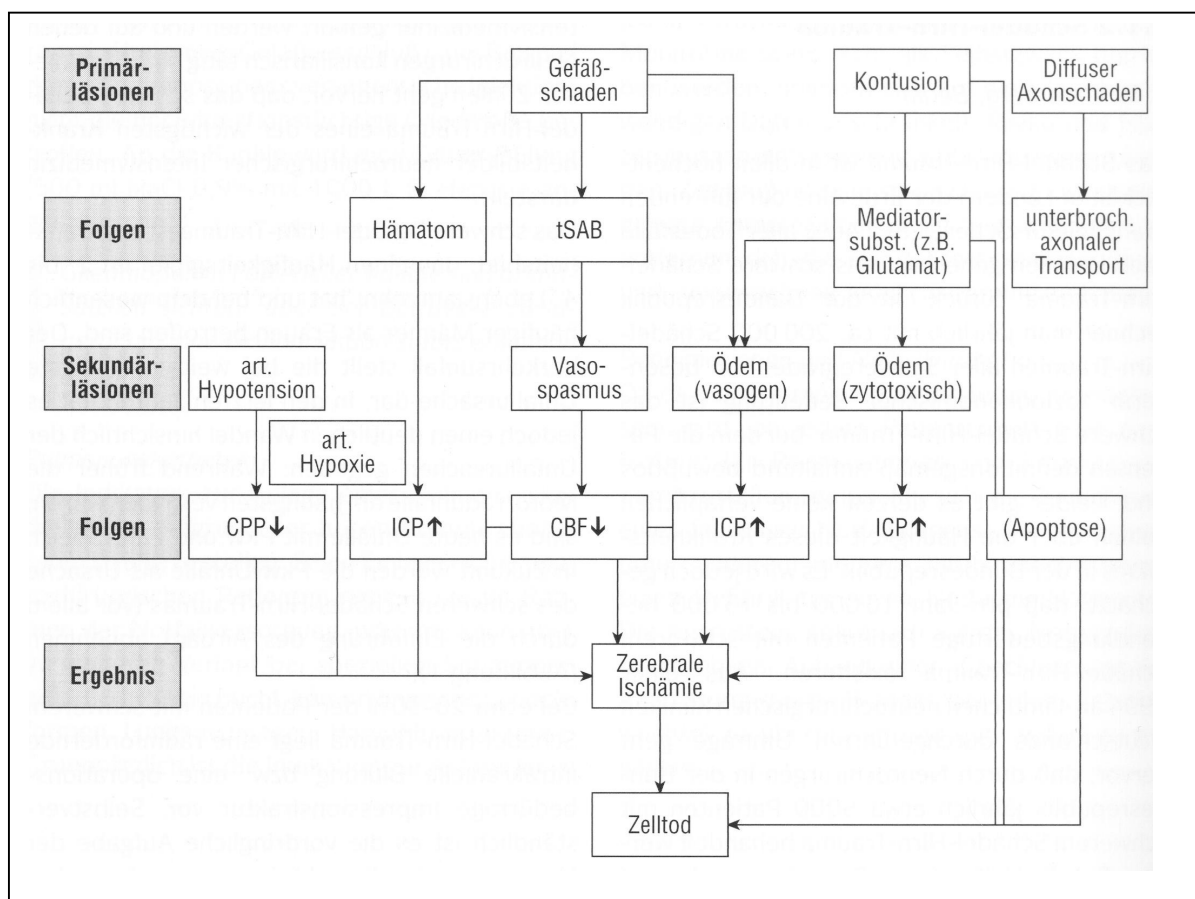 Primär-
läsionen
Gefäß-
schaden
Kontusion
Diffuser
Axonschaden
Folgen
Hämatom
tSAB
Mediator-
subst. (z.B.
Glutamat)
unterbroch.
axonaler
Transport
Sekundär-
läsionen
art.
Hypotension
Vaso-
spasmus
Ödem
(vasogen)
Ödem
(zytotoxisch)
art.
Hypoxie
Folgen
CPP↓
ICP↑
CBF↓
ICP↑
ICP↑
(Apoptose)
Ergebnis
Zerebrale
Ischämie
Zelltod